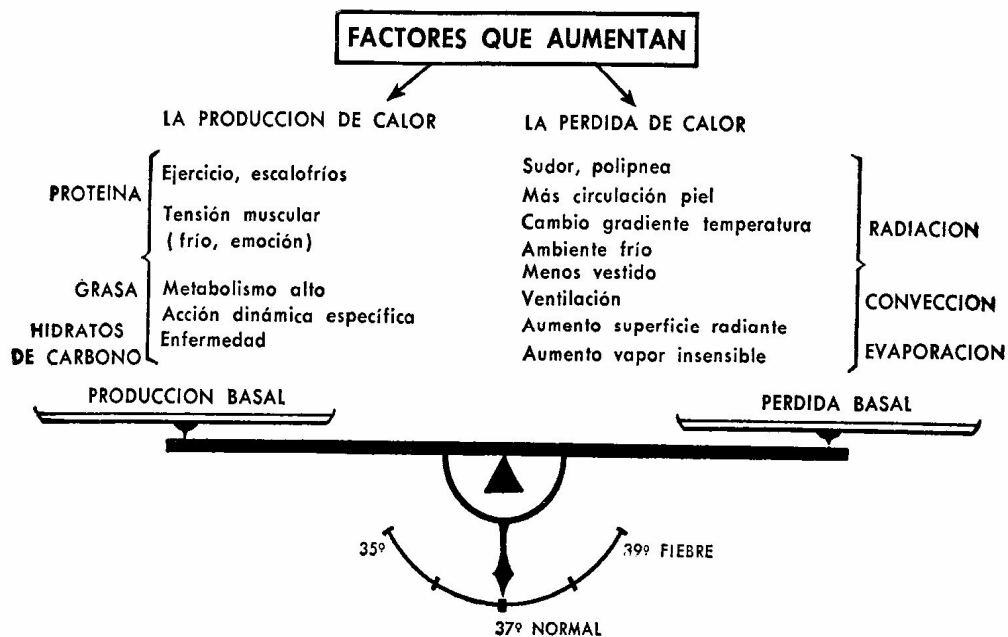 FACTORES QUE AUMENTAN
LA PRODUCCION DE CALOR
PROTEINA
GRASA
HIDRATOS
DE CARBONO
Ejercicio, escalofríos
Tensión muscular
(frío, emoción)
Metabolismo alto
Acción dinámica específica
Enfermedad
PRODUCCION BASAL
LA PERDIDA DE CALOR
Sudor, polipnea
Más circulación piel
Cambio gradiente temperatura
Ambiente frío
Menos vestido
Ventilación
Aumento superficie radiante
Aumento vapor insensible
RADIACION
CONVECCION
EVAPORACION
PERDIDA BASAL
35º
39º FIEBRE
37º NORMAL